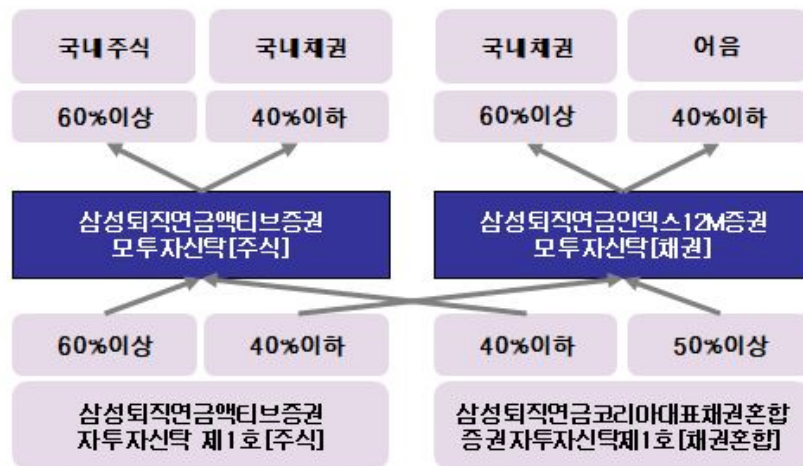 국내주식 국내채권 국내채권 어음
60%이상 40%이하 60%이상 40%이하
삼성퇴직연금액티브증권
모투자신탁[주식]
삼성퇴직연금인덱스12M증권
모투자신탁[채권]
60%이상 40%이하 40%이하 50%이상
삼성퇴직연금액티브증권
자투자신탁 제1호[주식]
삼성퇴직연금코리아대표채권혼합
증권자투자신탁제1호[채권혼합]